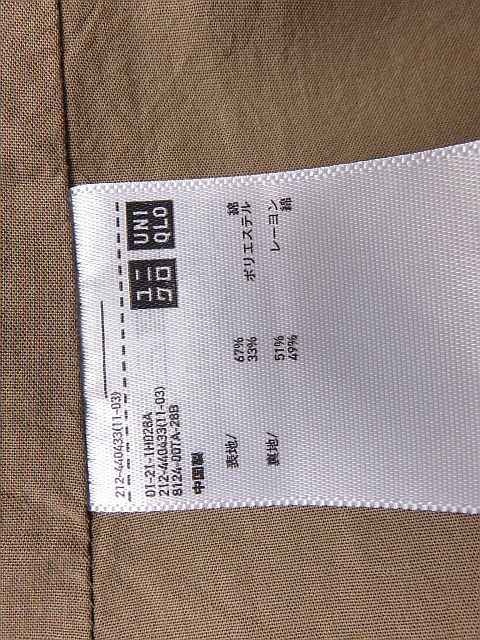 212-440433(11-03)
ユニ
クロ
UNI
QLO
01-21-1H02BA
212-440433(11-03)
8124-00TA-28B
中国製
表地/ 67% 綿
33% ポリエステル
裏地/ 51% レーヨン
49% 綿